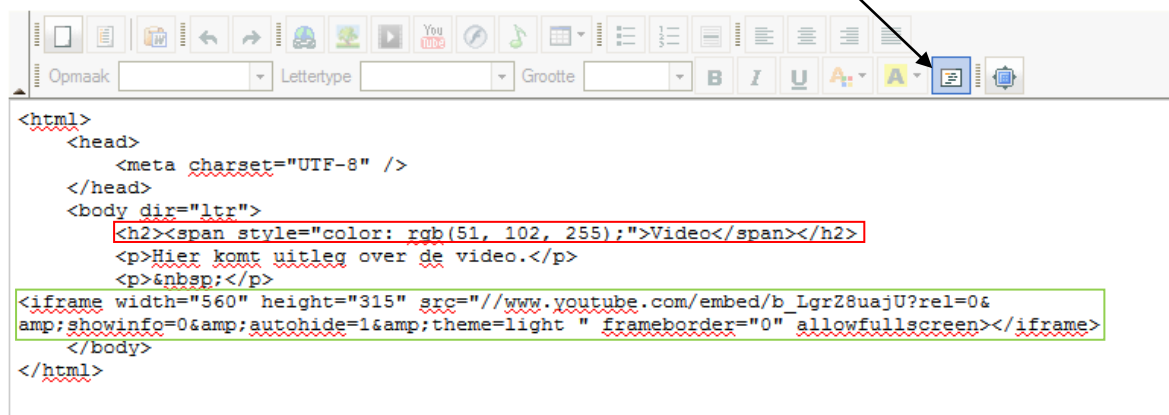 You
Tube
Opmaak Lettertype Grootte B I U A A
<html>
<head>
<meta charset="UTF-8" />
</head>
<body dir="ltr">
<h2><span style="color: rgb(51, 102, 255);">Video</span></h2>
<p>Hier komt uitleg over de video.</p>
<p>&nbsp;</p>
<iframe width="560" height="315" src="//www.youtube.com/embed/b_LgrZ8uajU?rel=0&
amp;showinfo=0&amp;autohide=1&amp;theme=light " frameborder="0" allowfullscreen></iframe>
</body>
</html>